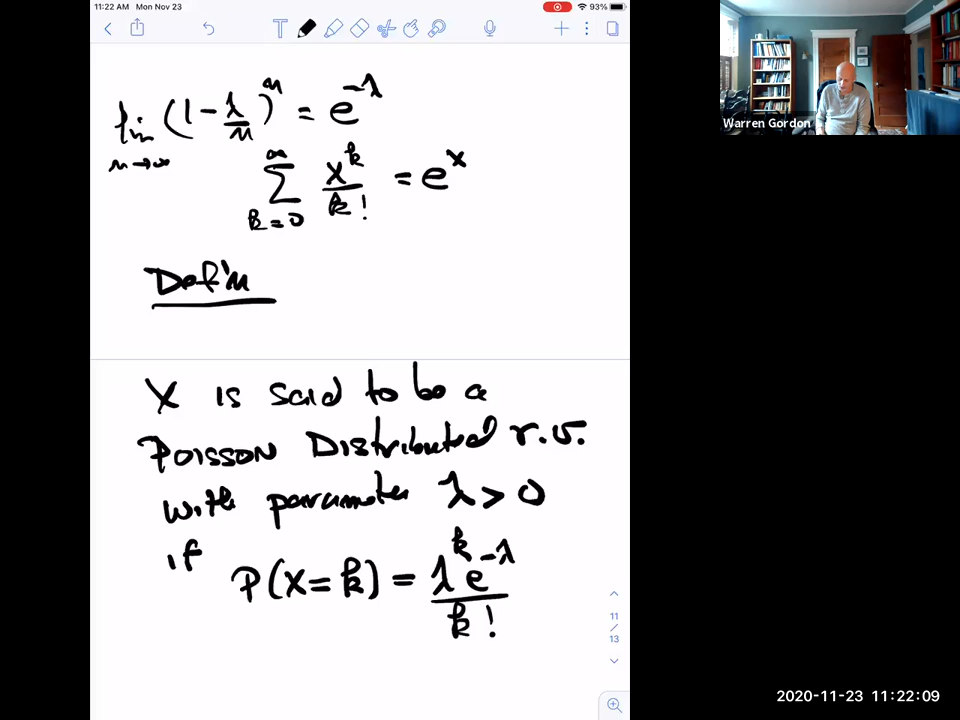 11:22 AM Mon Nov 23
93%
lim (1 - λ/n)^n = e^-λ
n→∞
∞
Σ x^k/k! = e^x
k=0
Def'n
X is said to be a
Poisson Distributed r.v.
with parameter λ > 0
if P(X=k) = λ^k e^-λ
k!
11
/
13
Warren Gordon
2020-11-23 11:22:09